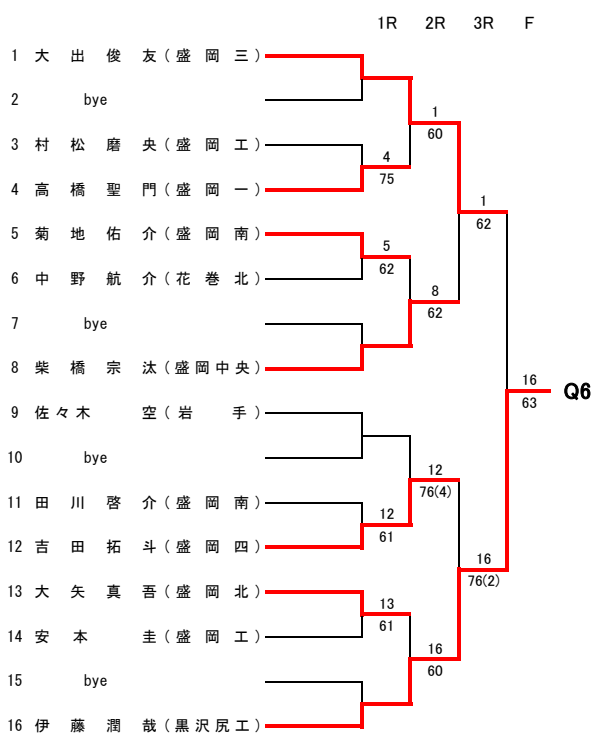 1R 2R 3R F
1 大 出 俊 友 ( 盛 岡 三 )
2 bye
1
60
3 村 松 磨 央 ( 盛 岡 工 )
4
75
4 高 橋 聖 門 ( 盛 岡 一 )
1
62
5 菊 地 佑 介 ( 盛 岡 南 )
5
62
6 中 野 航 介 ( 花 巻 北 )
8
62
7 bye
8 柴 橋 宗 汰 ( 盛 岡 中 央 )
16
63
Q6
9 佐 々 木 空 ( 岩 手 )
10 bye
12
76(4)
11 田 川 啓 介 ( 盛 岡 南 )
12
61
12 吉 田 拓 斗 ( 盛 岡 四 )
16
76(2)
13 大 矢 真 吾 ( 盛 岡 北 )
13
61
14 安 本 圭 ( 盛 岡 工 )
16
60
15 bye
16 伊 藤 潤 哉 ( 黒 沢 尻 工 )